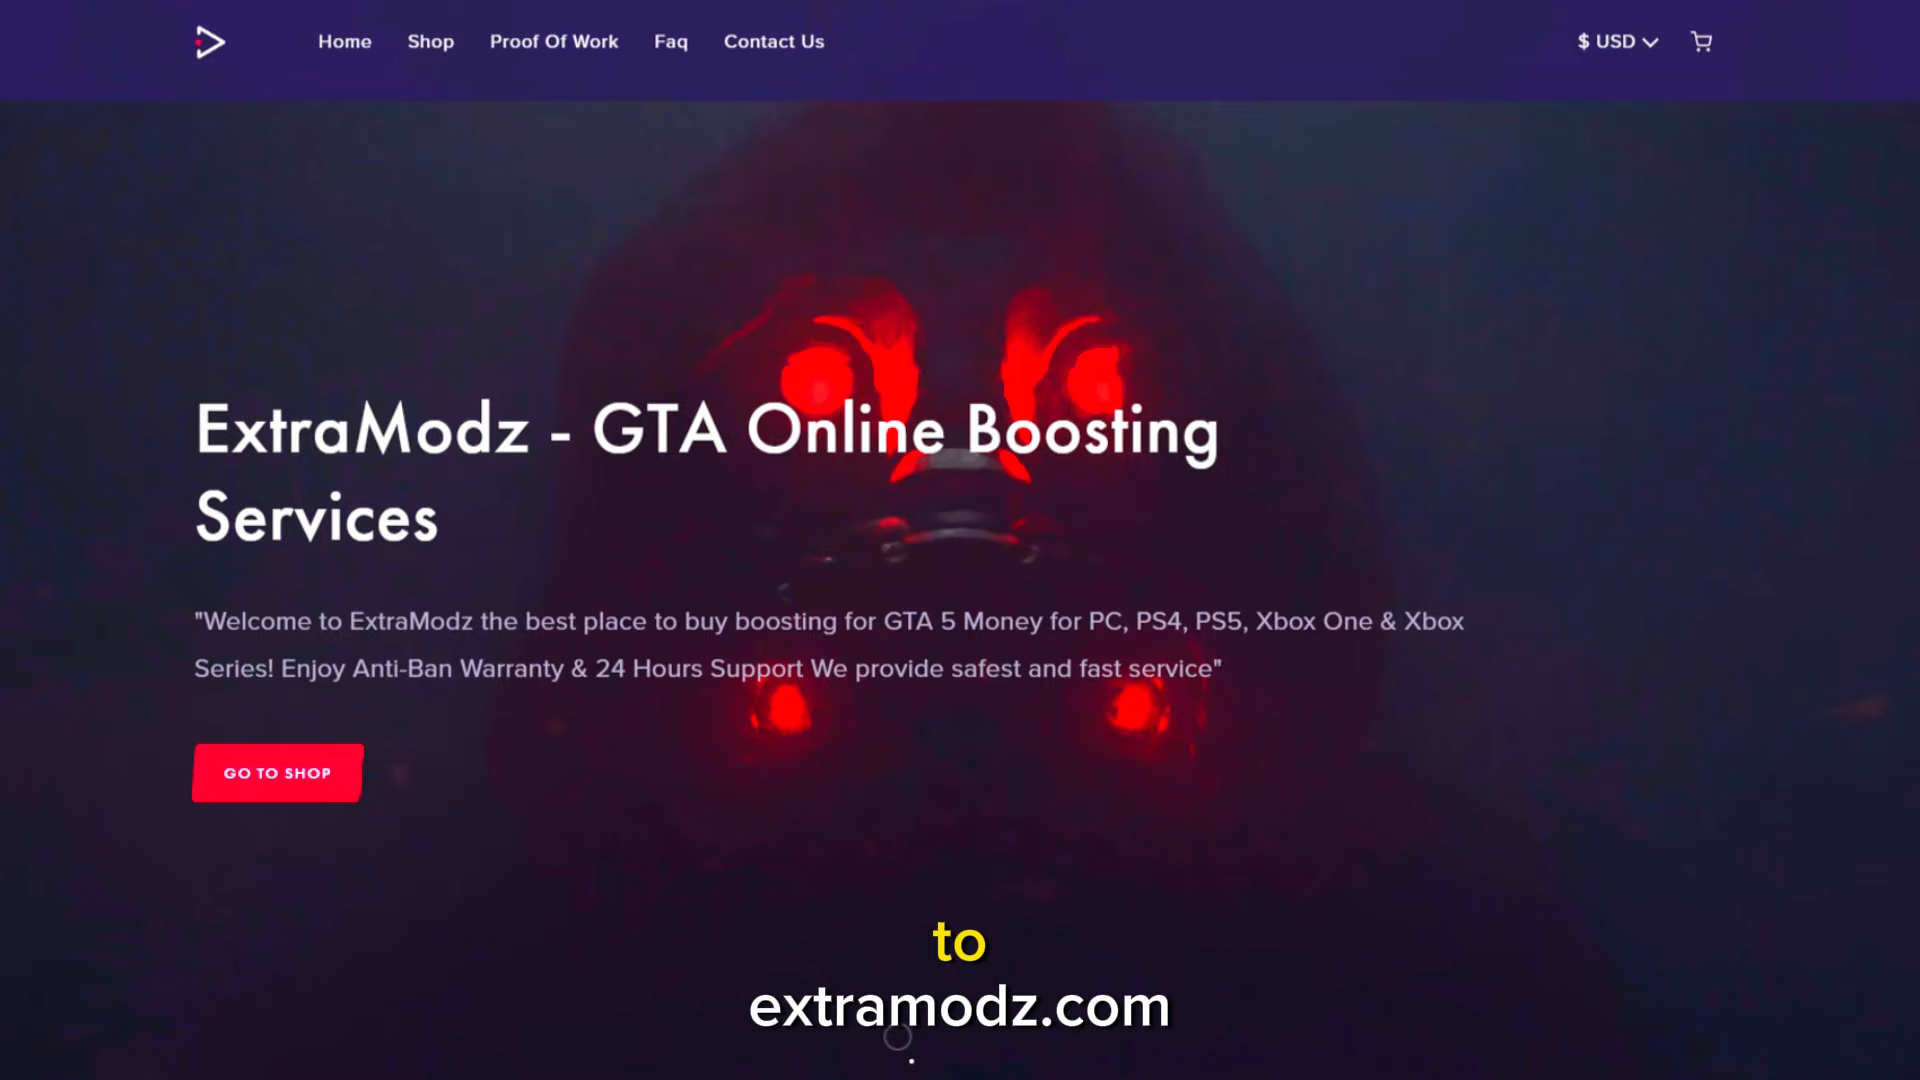 Home Shop Proof Of Work Faq Contact Us $ USD
ExtraModz - GTA Online Boosting
Services
"Welcome to ExtraModz the best place to buy boosting for GTA 5 Money for PC, PS4, PS5, Xbox One & Xbox
Series! Enjoy Anti-Ban Warranty & 24 Hours Support We provide safest and fast service"
GO TO SHOP
to
extramodz.com